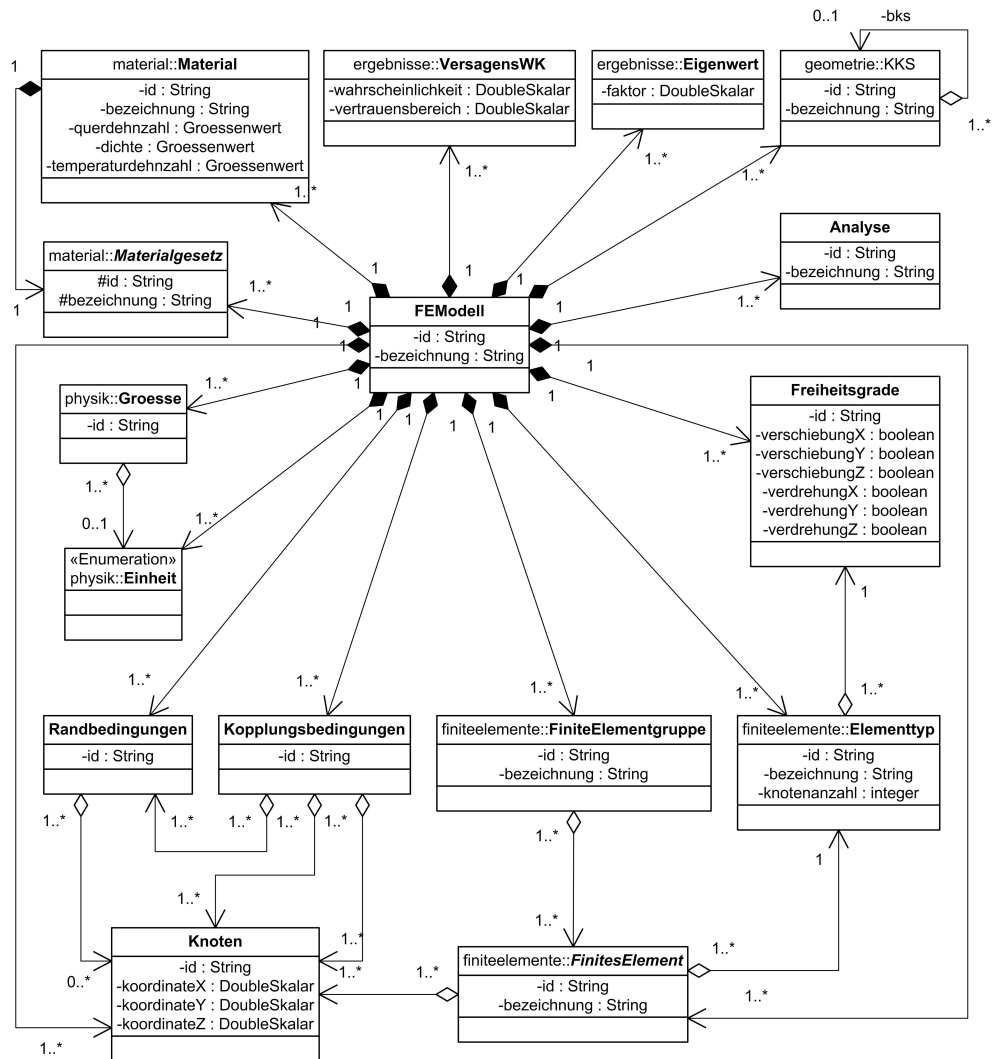 0..1
-bks
1
material::Material
-id : String
-bezeichnung : String
-querdehnzahl : Groessenwert
-dichte : Groessenwert
-temperaturdehnzahl : Groessenwert
1..*
ergebnisse::VersagensWK
-wahrscheinlichkeit : DoubleSkalar
-vertrauensbereich : DoubleSkalar
1..*
ergebnisse::Eigenwert
-faktor : DoubleSkalar
1..*
geometrie::KKS
-id : String
-bezeichnung : String
1..*
1..*
material::Materialgesetz
#id : String
#bezeichnung : String
1
1..*
Analyse
-id : String
-bezeichnung : String
1..*
1
1
1
1
FEModell
-id : String
-bezeichnung : String
1
1
1
1
1
1
1
1
1
1
1
1
1
physik::Groesse
-id : String
1..*
1..*
0..1
1..*
«Enumeration»
physik::Einheit
Freiheitsgrade
-id : String
-verschiebungX : boolean
-verschiebungY : boolean
-verschiebungZ : boolean
-verdrehungX : boolean
-verdrehungY : boolean
-verdrehungZ : boolean
1..*
1
1..*
1..*
1..*
1..*
1..*
1..*
Randbedingungen
-id : String
Kopplungsbedingungen
-id : String
finiteelemente::FiniteElementgruppe
-id : String
-bezeichnung : String
finiteelemente::Elementtyp
-id : String
-bezeichnung : String
-knotenanzahl : integer
1..*
1..*
1..*
1..*
1..*
1..*
1
1..*
1..*
1..*
Knoten
-id : String
-koordinateX : DoubleSkalar
-koordinateY : DoubleSkalar
-koordinateZ : DoubleSkalar
0..*
1..*
1..*
1..*
finiteelemente::FinitesElement
-id : String
-bezeichnung : String
1..*
1..*